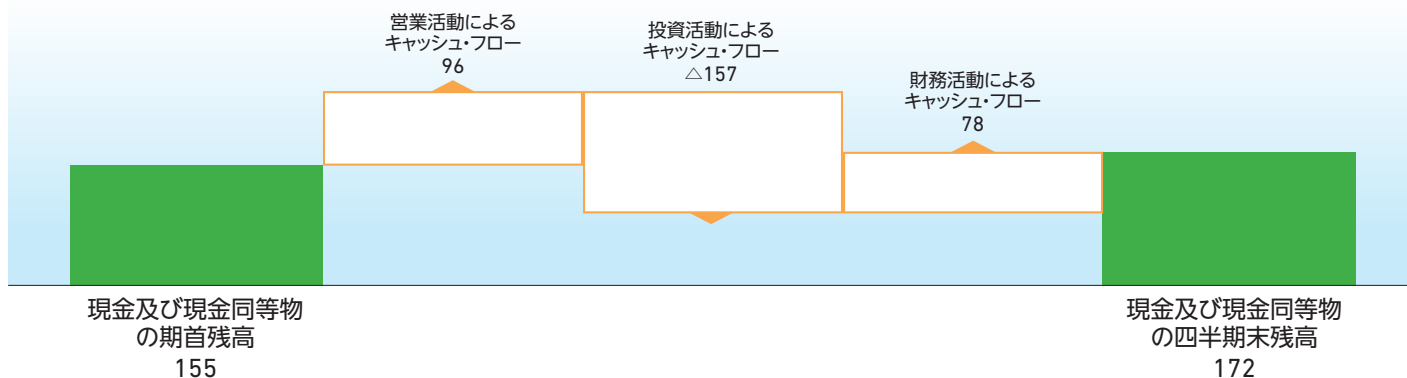 営業活動による
キャッシュ・フロー
96
投資活動による
キャッシュ・フロー
△157
財務活動による
キャッシュ・フロー
78
現金及び現金同等物
の期首残高
155
現金及び現金同等物
の四半期末残高
172